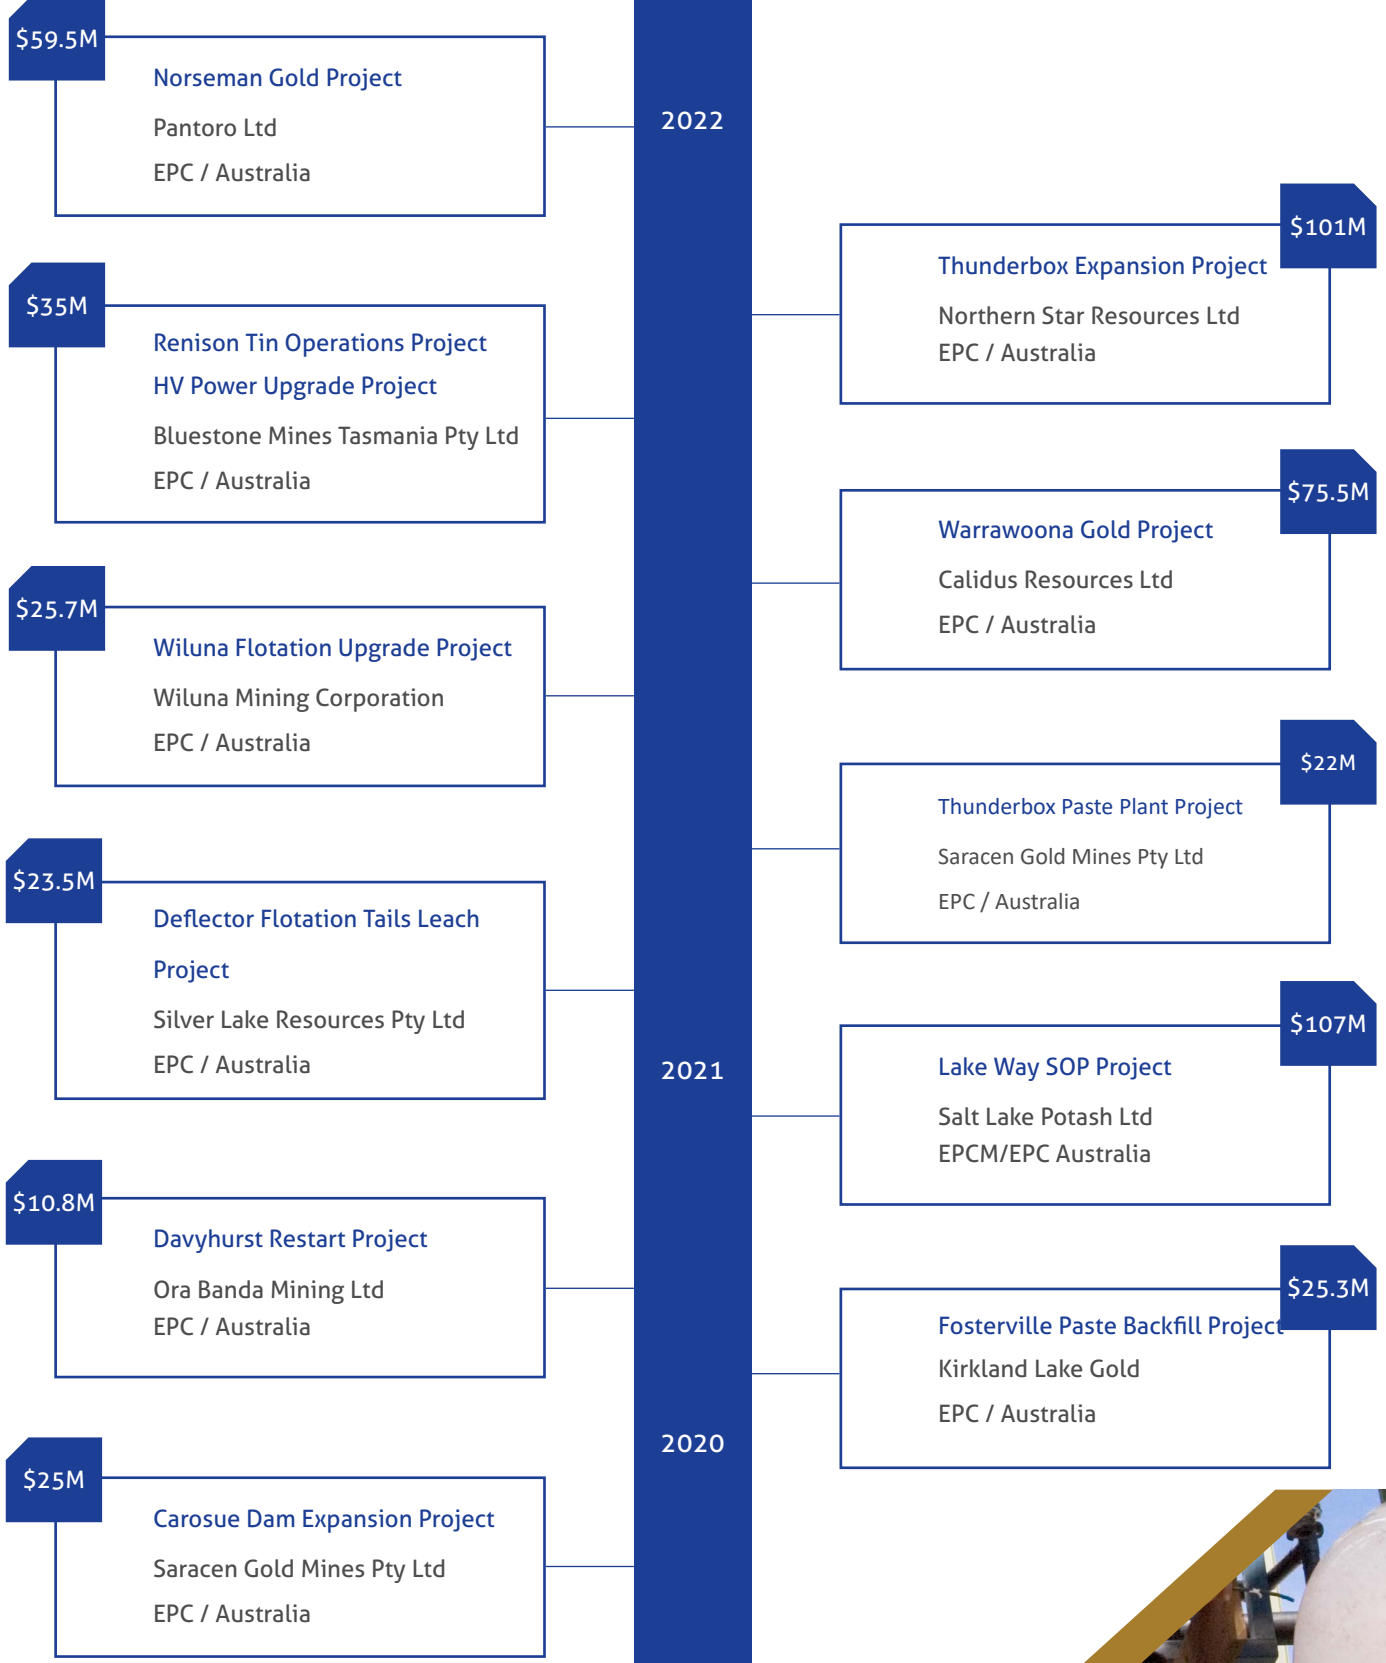 $59.5M
Norseman Gold Project
Pantoro Ltd
EPC / Australia
2022
$101M
Thunderbox Expansion Project
Northern Star Resources Ltd
EPC / Australia
$35M
Renison Tin Operations Project
HV Power Upgrade Project
Bluestone Mines Tasmania Pty Ltd
EPC / Australia
$75.5M
Warrawoona Gold Project
Calidus Resources Ltd
EPC / Australia
$25.7M
Wiluna Flotation Upgrade Project
Wiluna Mining Corporation
EPC / Australia
$22M
Thunderbox Paste Plant Project
Saracen Gold Mines Pty Ltd
EPC / Australia
$23.5M
Deflector Flotation Tails Leach
Project
Silver Lake Resources Pty Ltd
EPC / Australia
2021
$107M
Lake Way SOP Project
Salt Lake Potash Ltd
EPCM/EPC Australia
$10.8M
Davyhurst Restart Project
Ora Banda Mining Ltd
EPC / Australia
$25.3M
Fosterville Paste Backfill Project
Kirkland Lake Gold
EPC / Australia
2020
$25M
Carosue Dam Expansion Project
Saracen Gold Mines Pty Ltd
EPC / Australia